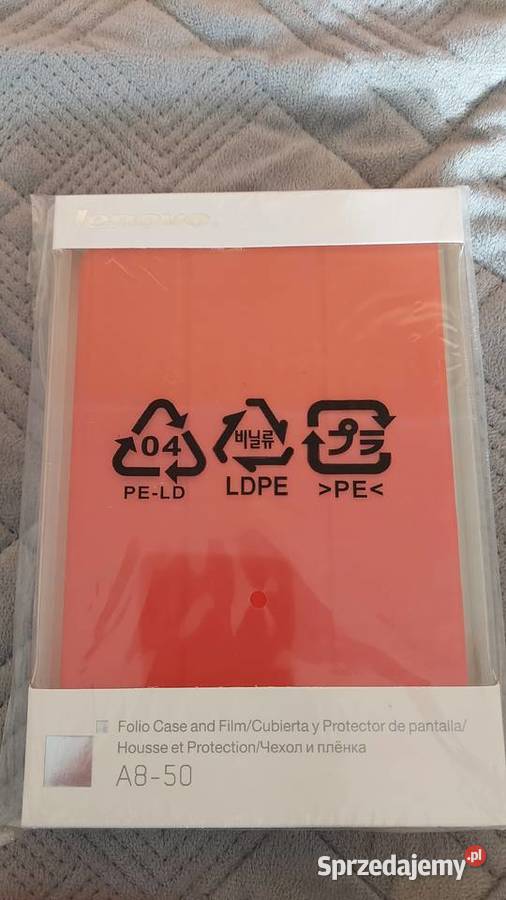 lenovo
04
비닐류
プラ
PE-LD
LDPE
>PE<
Folio Case and Film/Cubierta y Protector de pantalla/
Housse et Protection/Чехол и плёнка
A8-50
Sprzedajemy.pl